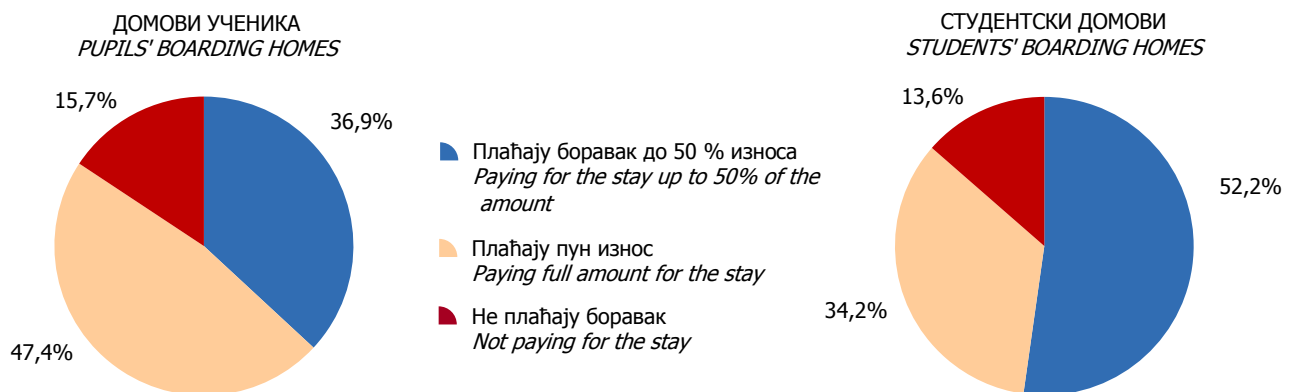 ДОМОВИ УЧЕНИКА
PUPILS' BOARDING HOMES
15,7%
36,9%
47,4%
Плаћају боравак до 50 % износа
Paying for the stay up to 50% of the
amount
Плаћају пун износ
Paying full amount for the stay
Не плаћају боравак
Not paying for the stay
СТУДЕНТСКИ ДОМОВИ
STUDENTS' BOARDING HOMES
13,6%
52,2%
34,2%